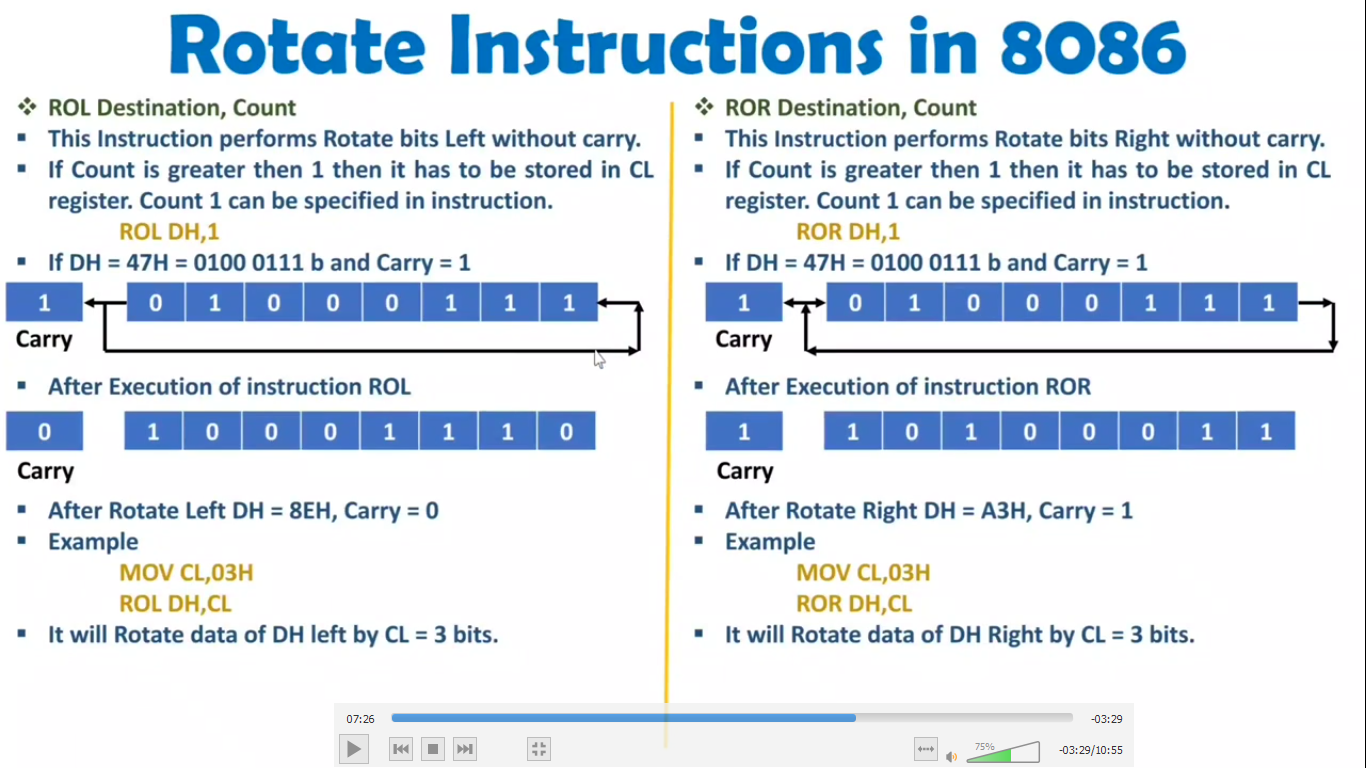 Rotate Instructions in 8086
❖ ROL Destination, Count
▪ This Instruction performs Rotate bits Left without carry.
▪ If Count is greater then 1 then it has to be stored in CL
register. Count 1 can be specified in instruction.
ROL DH,1
▪ If DH = 47H = 0100 0111 b and Carry = 1
1 0 1 0 0 0 1 1 1
Carry
▪ After Execution of instruction ROL
0 1 0 0 0 1 1 1 0
Carry
▪ After Rotate Left DH = 8EH, Carry = 0
▪ Example
MOV CL,03H
ROL DH,CL
▪ It will Rotate data of DH left by CL = 3 bits.
❖ ROR Destination, Count
▪ This Instruction performs Rotate bits Right without carry.
▪ If Count is greater then 1 then it has to be stored in CL
register. Count 1 can be specified in instruction.
ROR DH,1
▪ If DH = 47H = 0100 0111 b and Carry = 1
1 0 1 0 0 0 1 1 1
Carry
▪ After Execution of instruction ROR
1 1 0 1 0 0 0 1 1
Carry
▪ After Rotate Right DH = A3H, Carry = 1
▪ Example
MOV CL,03H
ROR DH,CL
▪ It will Rotate data of DH Right by CL = 3 bits.
07:26 -03:29
75% -03:29/10:55